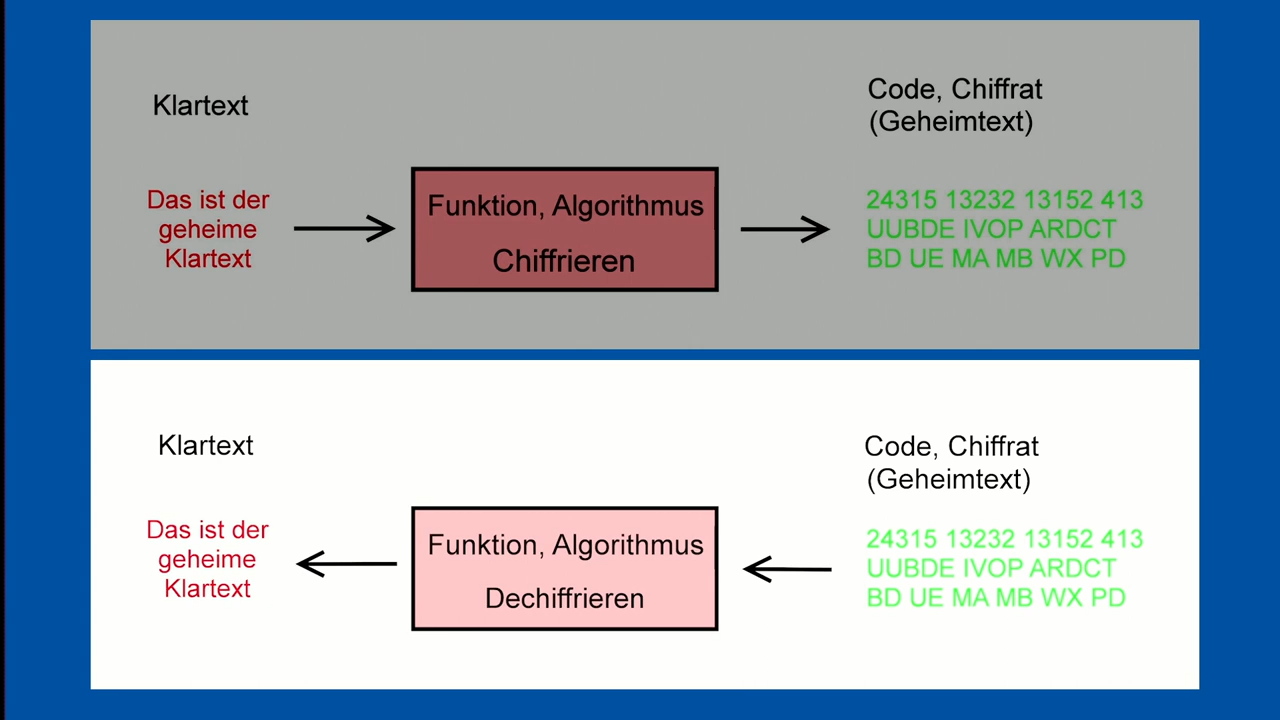 Klartext
Code, Chiffrat
(Geheimtext)
Das ist der
geheime
Klartext
Funktion, Algorithmus
Chiffrieren
24315 13232 13152 413
UUBDE IVOP ARDCT
BD UE MA MB WX PD
Klartext
Code, Chiffrat
(Geheimtext)
Das ist der
geheime
Klartext
Funktion, Algorithmus
Dechiffrieren
24315 13232 13152 413
UUBDE IVOP ARDCT
BD UE MA MB WX PD